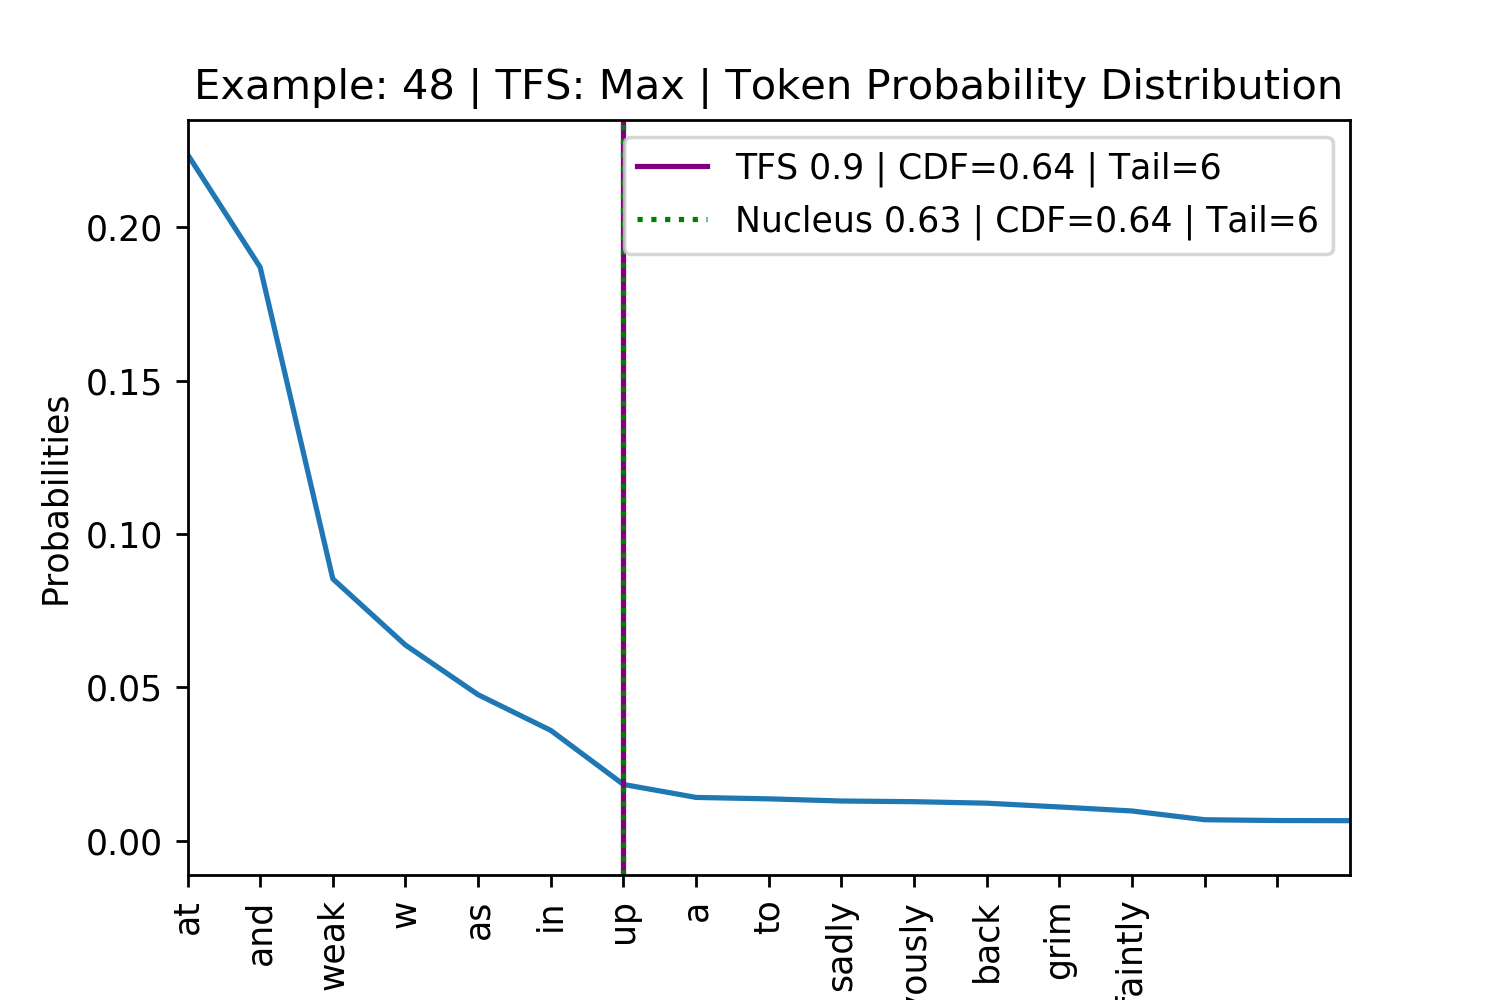 Example: 48 | TFS: Max | Token Probability Distribution
TFS 0.9 | CDF=0.64 | Tail=6
Nucleus 0.63 | CDF=0.64 | Tail=6
Probabilities
0.20
0.15
0.10
0.05
0.00
at
and
weak
w
as
in
up
a
to
sadly
back
grim
faintly